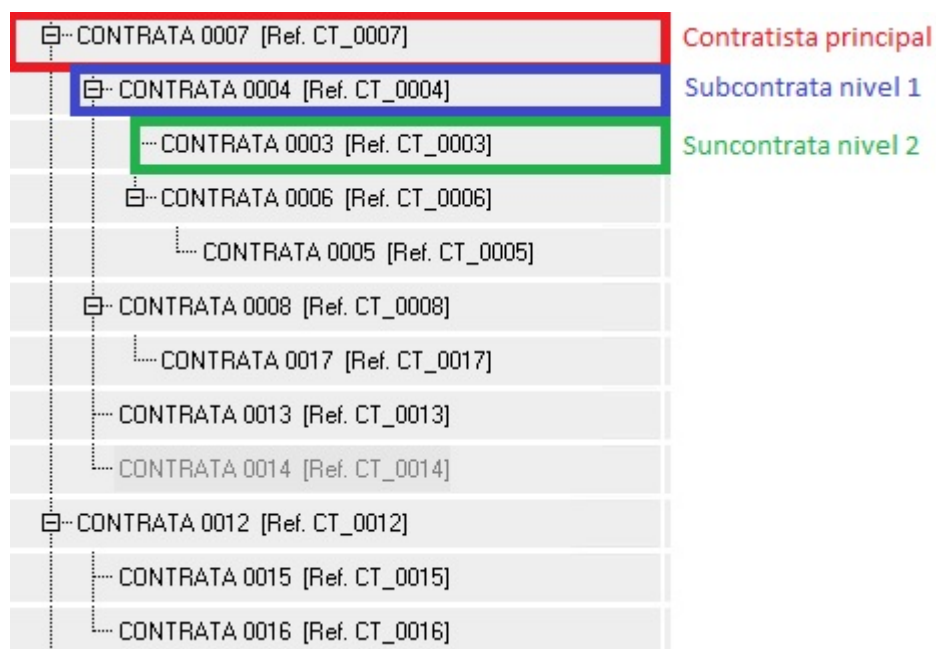 CONTRATA 0007 [Ref. CT_0007] Contratista principal
CONTRATA 0004 [Ref. CT_0004] Subcontrata nivel 1
CONTRATA 0003 [Ref. CT_0003] Suncontrata nivel 2
CONTRATA 0006 [Ref. CT_0006]
CONTRATA 0005 [Ref. CT_0005]
CONTRATA 0008 [Ref. CT_0008]
CONTRATA 0017 [Ref. CT_0017]
CONTRATA 0013 [Ref. CT_0013]
CONTRATA 0014 [Ref. CT_0014]
CONTRATA 0012 [Ref. CT_0012]
CONTRATA 0015 [Ref. CT_0015]
CONTRATA 0016 [Ref. CT_0016]